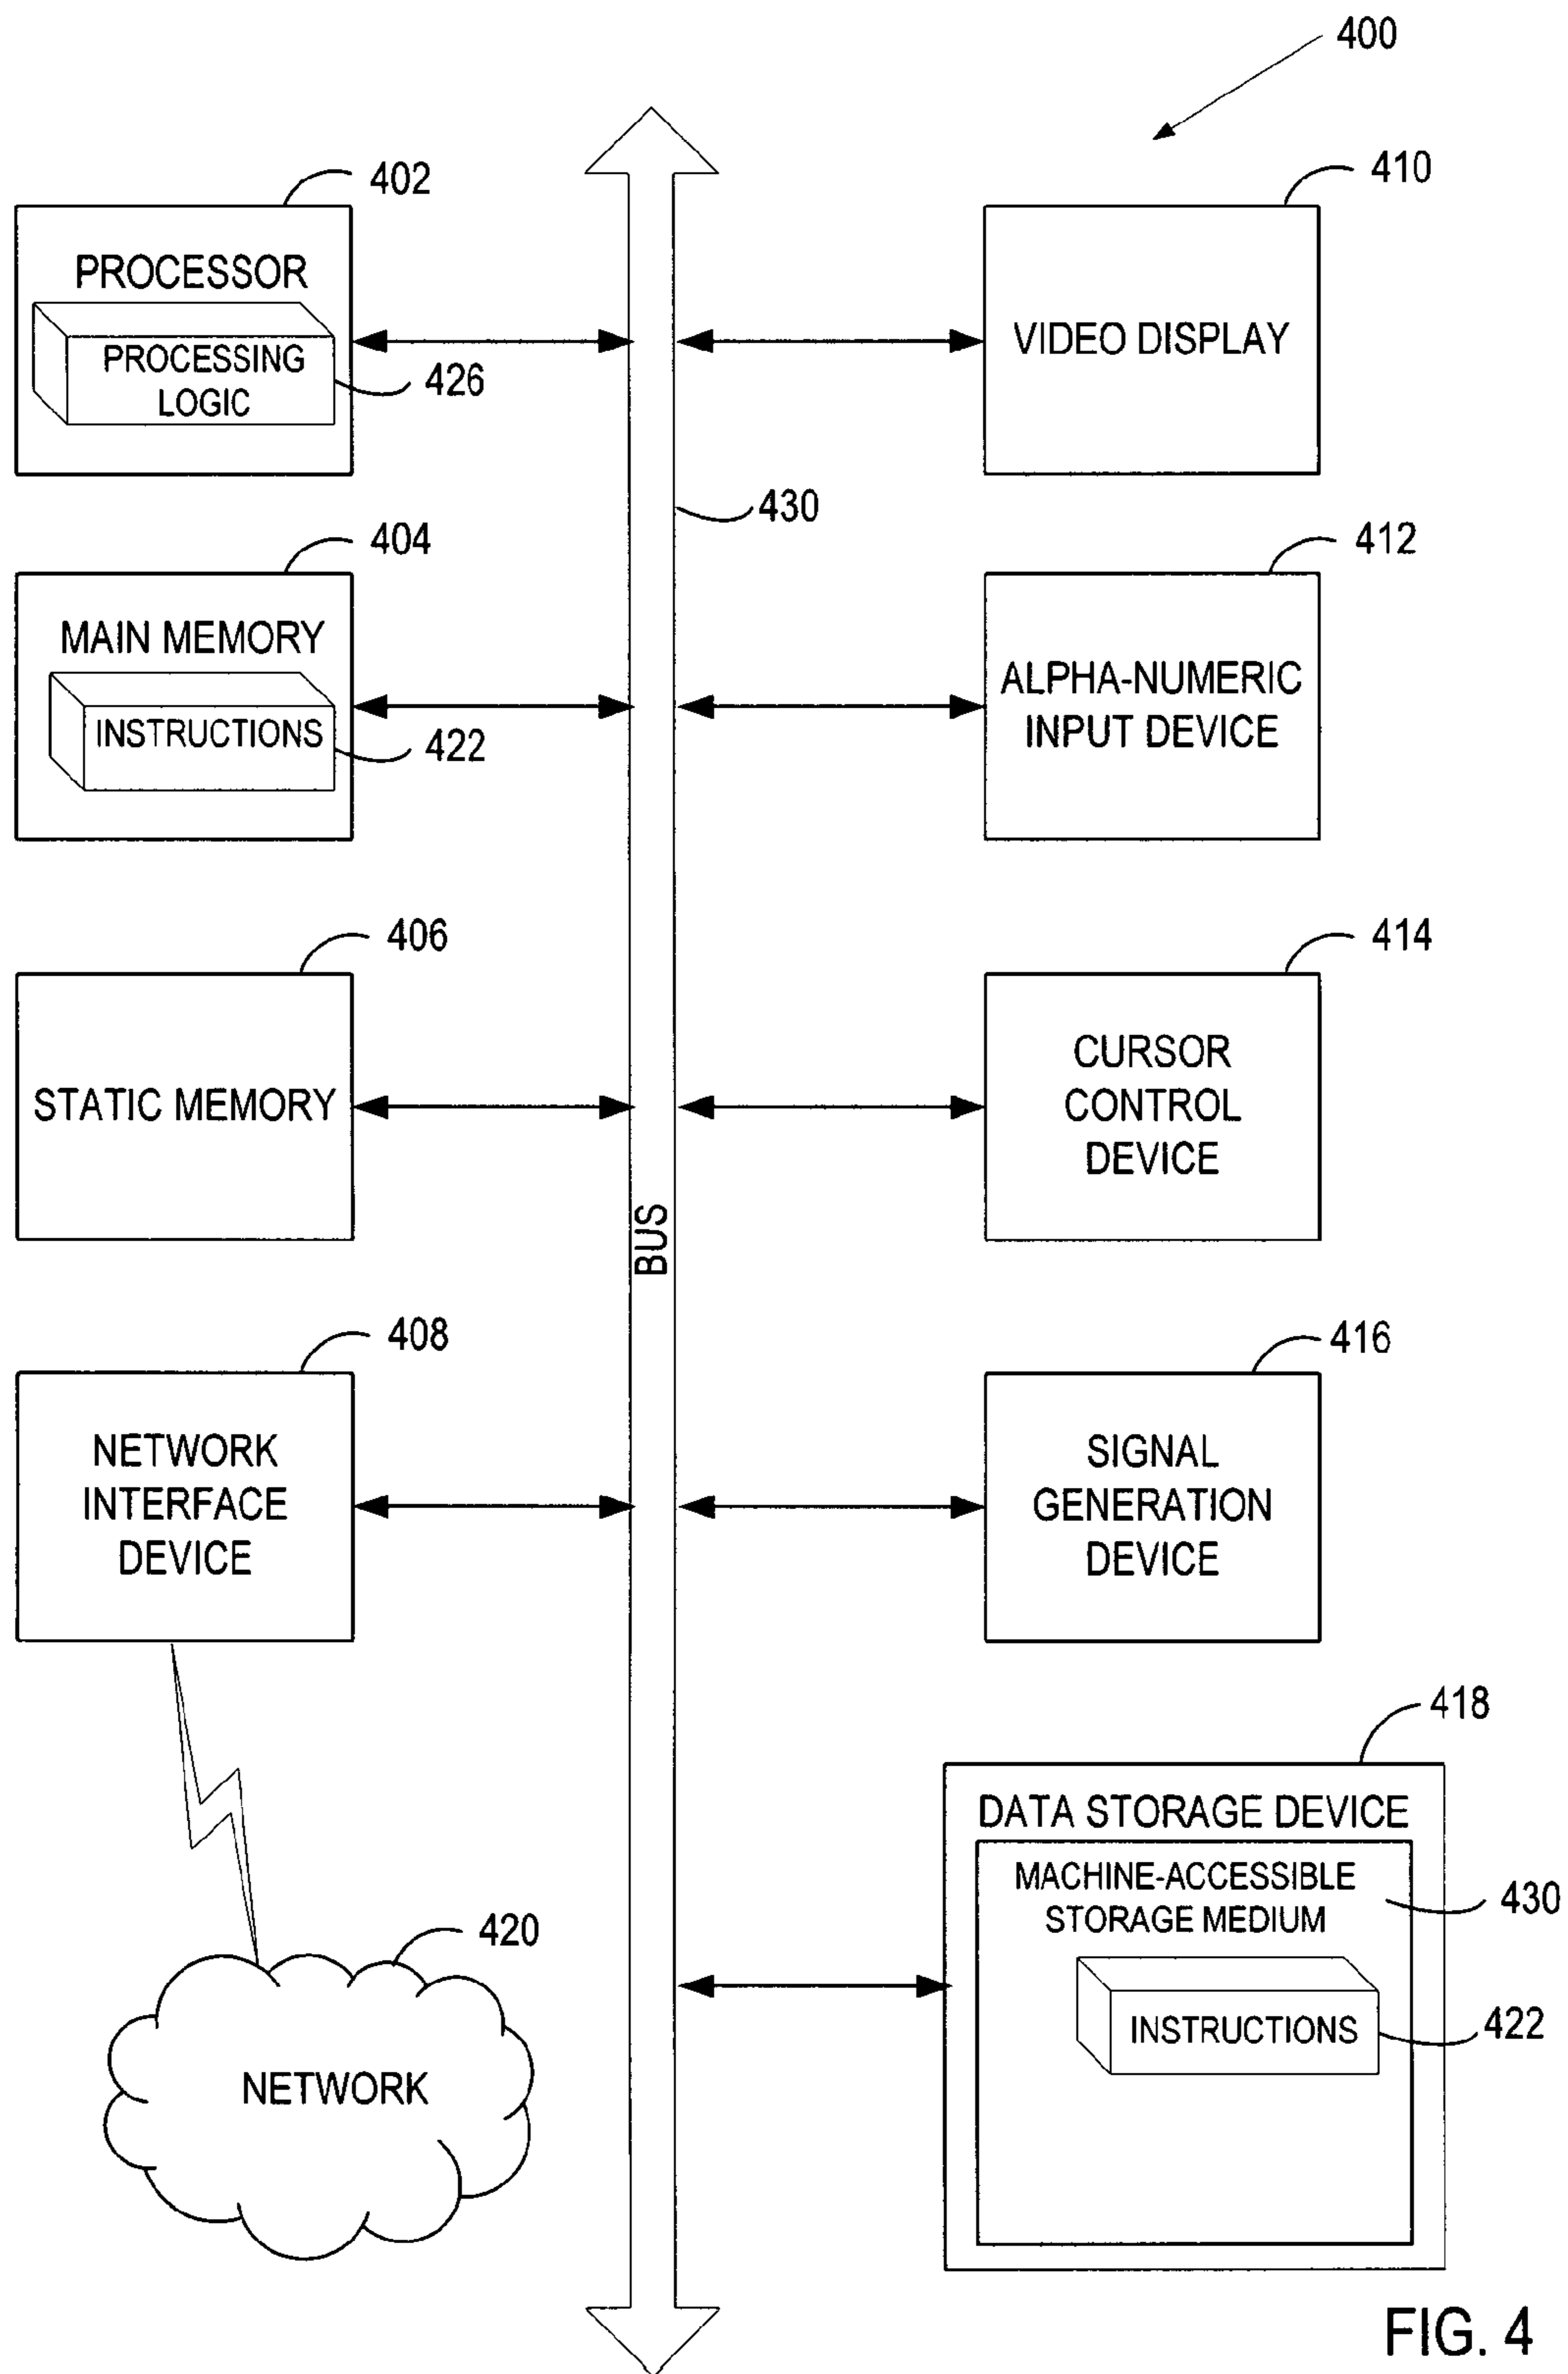 400
402
PROCESSOR
PROCESSING
LOGIC
426
410
VIDEO DISPLAY
430
404
MAIN MEMORY
INSTRUCTIONS
422
412
ALPHA-NUMERIC
INPUT DEVICE
406
STATIC MEMORY
414
CURSOR
CONTROL
DEVICE
BUS
408
NETWORK
INTERFACE
DEVICE
416
SIGNAL
GENERATION
DEVICE
418
DATA STORAGE DEVICE
MACHINE-ACCESSIBLE
STORAGE MEDIUM
430
INSTRUCTIONS
422
420
NETWORK
FIG. 4